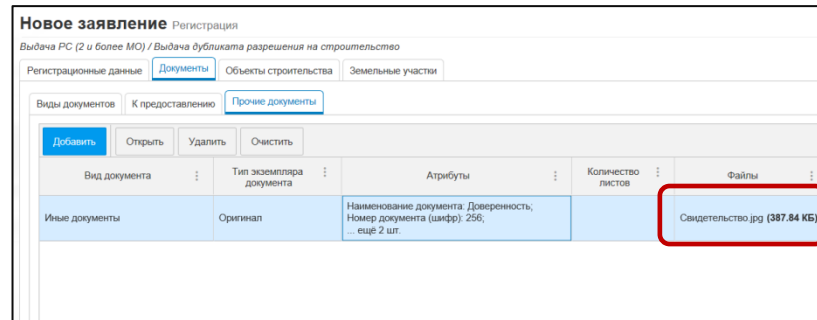 Новое заявление Регистрация
Выдача РС (2 и более МО) / Выдача дубликата разрешения на строительство
Регистрационные данные Документы Объекты строительства Земельные участки
Виды документов К предоставлению Прочие документы
Добавить Открыть Удалить Очистить
Вид документа Тип экземпляра документа Атрибуты Количество листов Файлы
Иные документы Оригинал Наименование документа: Доверенность;
Номер документа (шифр): 256;
... ещё 2 шт. Свидетельство.jpg (387.84 КБ)